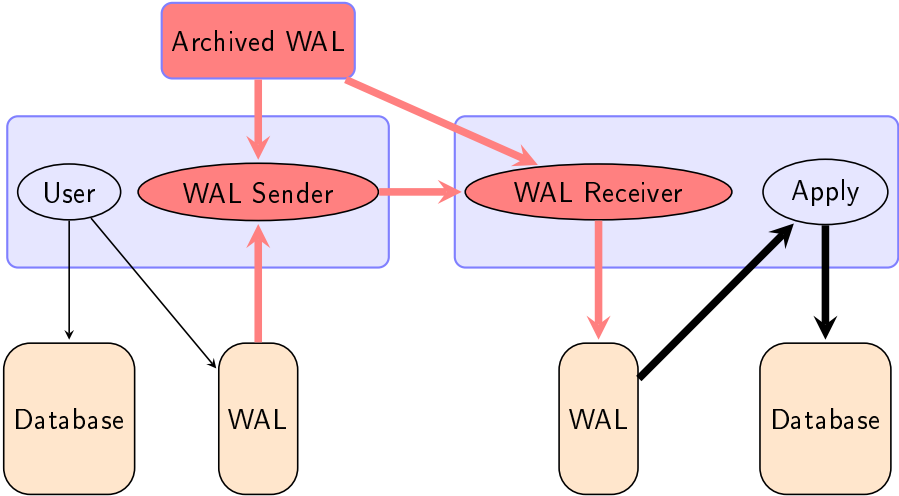 Archived WAL
User
WAL Sender
WAL Receiver
Apply
Database
WAL
WAL
Database